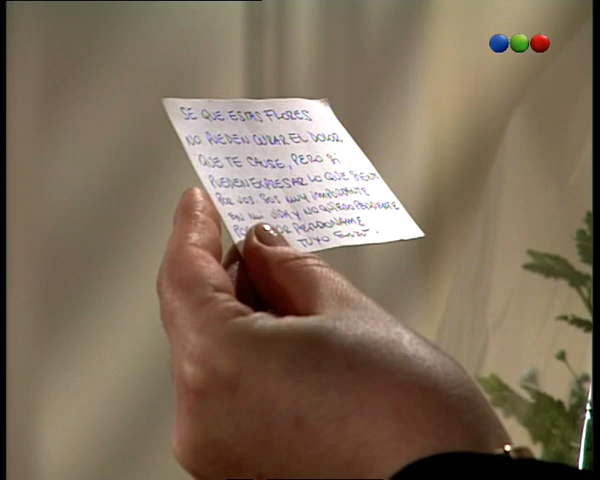 SE QUE ESTAS FLORES
NO PUEDEN CURAR EL DOLOR
QUE TE CAUSE, PERO SI
PUEDEN EXPRESAR LO QUE SIENTO
POR VOS SOS MUY IMPORTANTE
EN MI VIDA Y NO QUIERO PERDERTE
POR FAVOR PERDONAME
TUYO